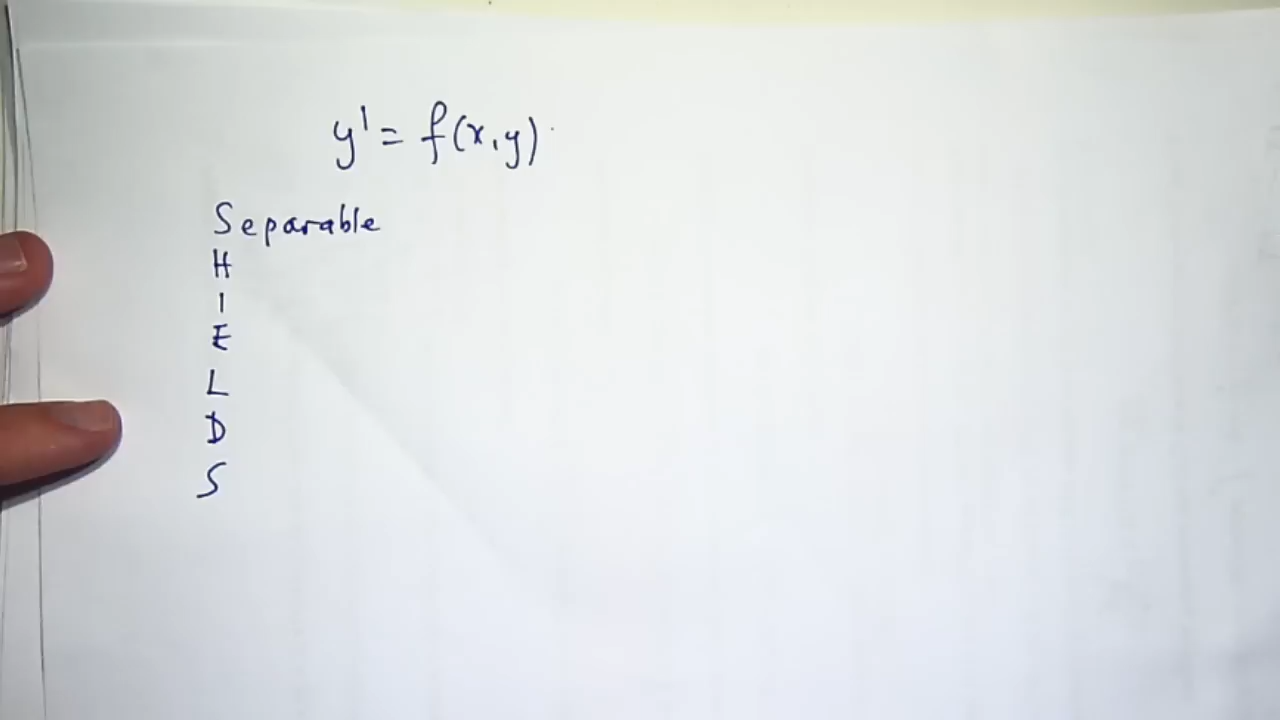 y' = f(x,y)
Separable
H
I
E
L
D
S